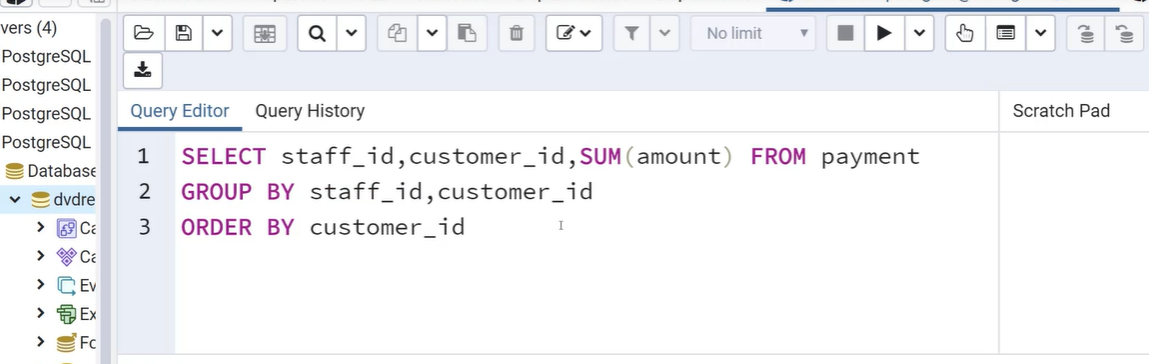 vers (4)
PostgreSQL
PostgreSQL
PostgreSQL
PostgreSQL
Database
dvdre
Ca
Ca
Ev
Ex
Fo
No limit
Query Editor Query History
Scratch Pad
1 SELECT staff_id,customer_id,SUM(amount) FROM payment
2 GROUP BY staff_id,customer_id
3 ORDER BY customer_id